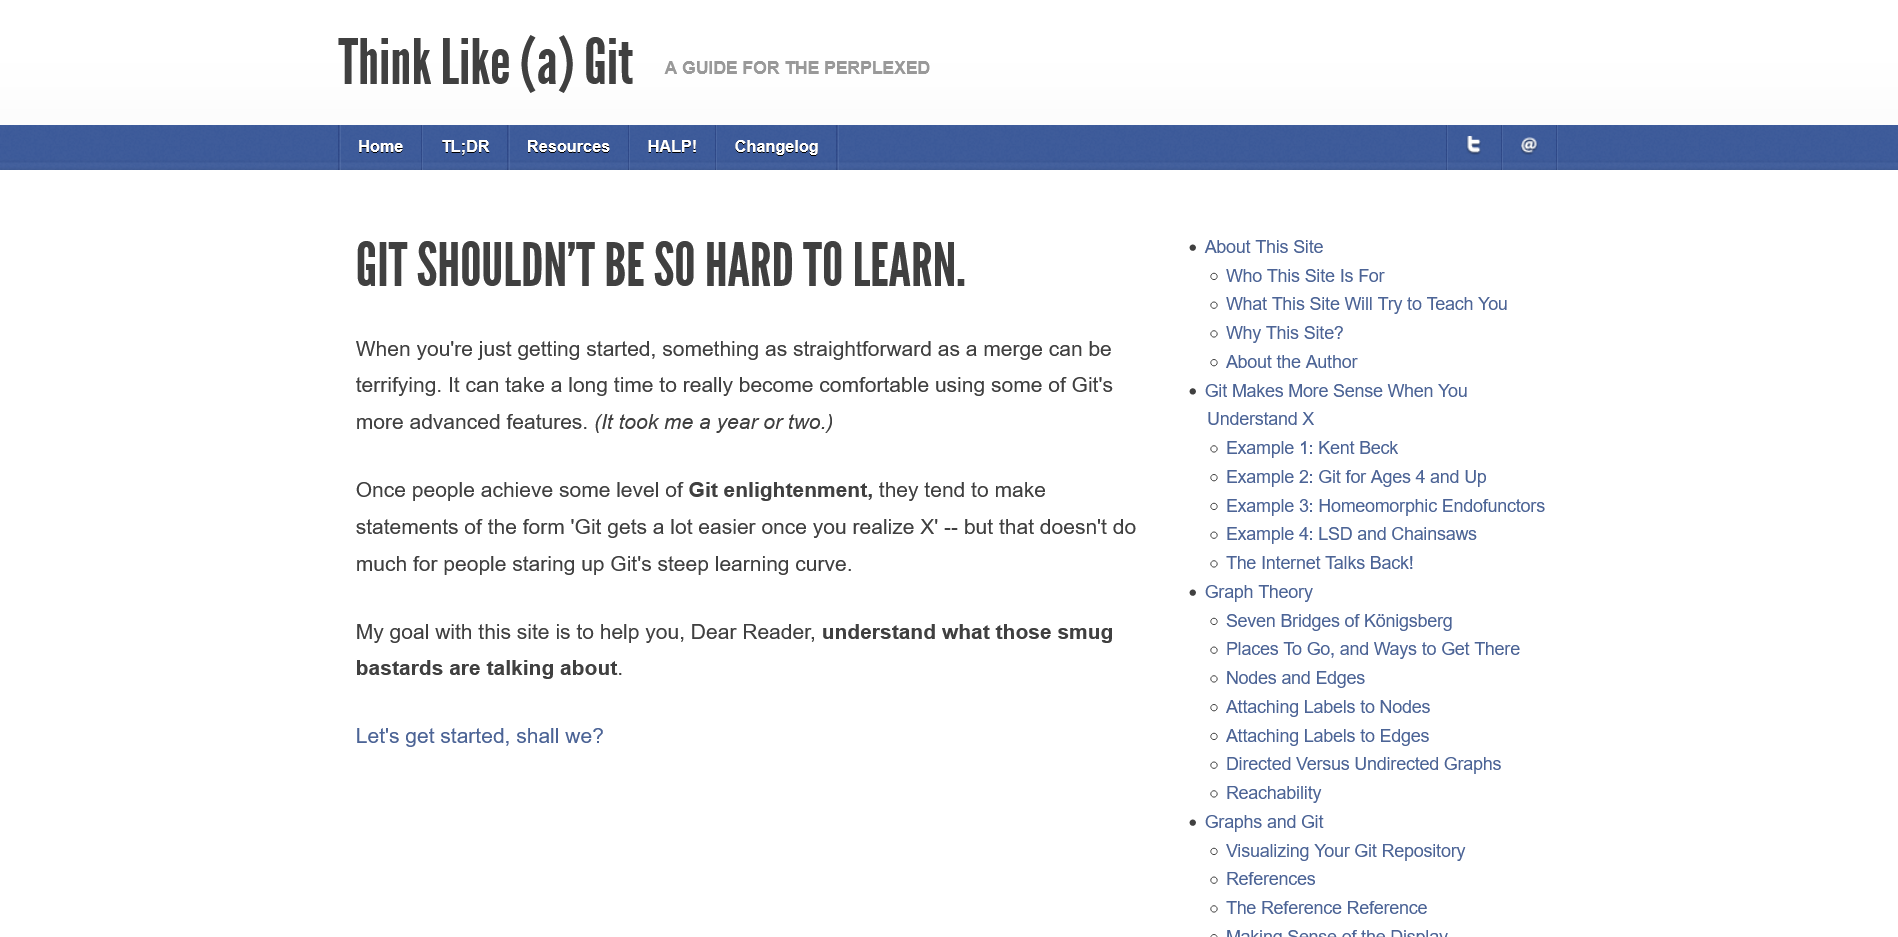 Think Like (a) Git
A GUIDE FOR THE PERPLEXED
Home
TL;DR
Resources
HALP!
Changelog
t
@
GIT SHOULDN'T BE SO HARD TO LEARN.
When you're just getting started, something as straightforward as a merge can be
terrifying. It can take a long time to really become comfortable using some of Git's
more advanced features. (It took me a year or two.)
Once people achieve some level of Git enlightenment, they tend to make
statements of the form 'Git gets a lot easier once you realize X' -- but that doesn't do
much for people staring up Git's steep learning curve.
My goal with this site is to help you, Dear Reader, understand what those smug
bastards are talking about.
Let's get started, shall we?
About This Site
Who This Site Is For
What This Site Will Try to Teach You
Why This Site?
About the Author
Git Makes More Sense When You
Understand X
Example 1: Kent Beck
Example 2: Git for Ages 4 and Up
Example 3: Homeomorphic Endofunctors
Example 4: LSD and Chainsaws
The Internet Talks Back!
Graph Theory
Seven Bridges of Königsberg
Places To Go, and Ways to Get There
Nodes and Edges
Attaching Labels to Nodes
Attaching Labels to Edges
Directed Versus Undirected Graphs
Reachability
Graphs and Git
Visualizing Your Git Repository
References
The Reference Reference
Making Sense of the Display